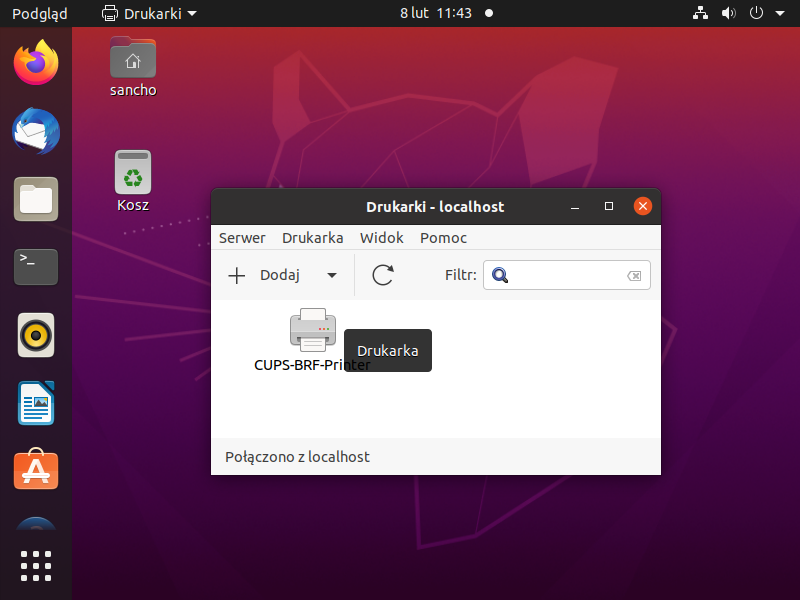 Podgląd
Drukarki
8 lut 11:43
sancho
Kosz
Drukarki - localhost
Serwer Drukarka Widok Pomoc
Dodaj
Filtr:
CUPS-BRF-Printer
Drukarka
Połączono z localhost